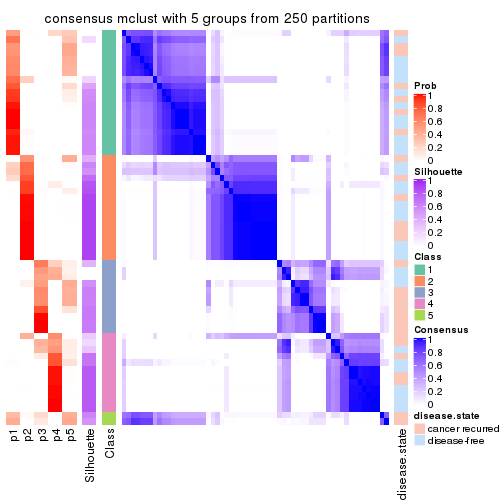 consensus mclust with 5 groups from 250 partitions
Prob
1
0.8
0.6
0.4
0.2
0
Silhouette
1
0.8
0.6
0.4
0.2
0
Class
1
2
3
4
5
Consensus
1
0.8
0.6
0.4
0.2
0
disease.state
cancer recurred
disease-free
p1
p2
p3
p4
p5
Silhouette
Class
disease.state